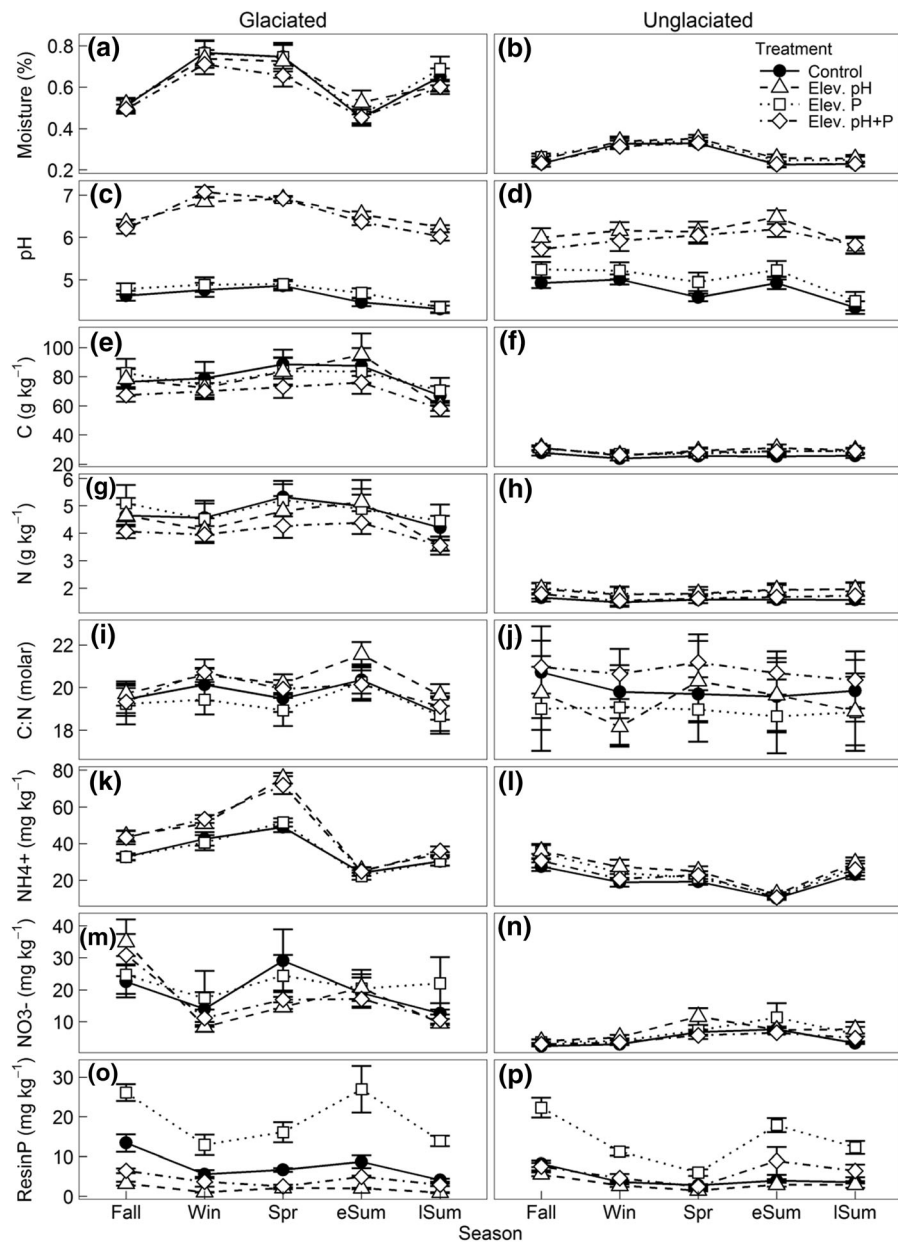 Glaciated
Unglaciated
(a)
Moisture (%)
0.8
0.6
0.4
0.2
(b)
Treatment
Control
Elev. pH
Elev. P
Elev. pH+P
(c)
pH
7
6
5
(d)
(e)
C (g kg⁻¹)
100
80
60
40
20
(f)
(g)
N (g kg⁻¹)
6
5
4
3
2
(h)
(i)
C:N (molar)
22
20
18
(j)
(k)
NH4+ (mg kg⁻¹)
80
60
40
20
(l)
(m)
NO3- (mg kg⁻¹)
40
30
20
10
(n)
(o)
ResinP (mg kg⁻¹)
30
20
10
0
(p)
Fall Win Spr eSum lSum Fall Win Spr eSum lSum
Season